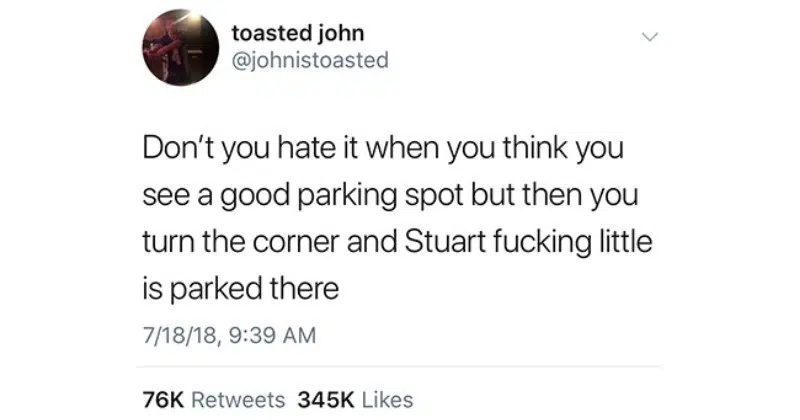 toasted john
@johnistoasted
Don’t you hate it when you think you
see a good parking spot but then you
turn the corner and Stuart fucking little
is parked there
7/18/18, 9:39 AM
76K Retweets 345K Likes